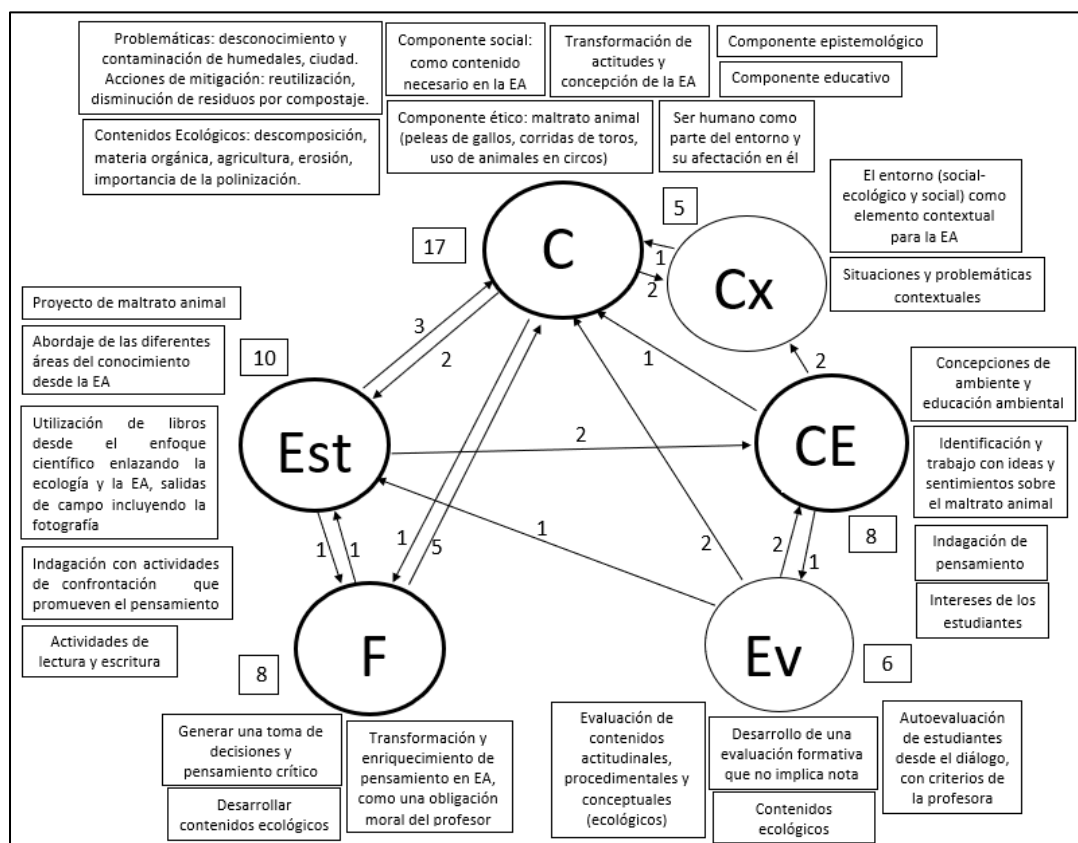 Problemáticas: desconocimiento y
contaminación de humedales, ciudad.
Acciones de mitigación: reutilización,
disminución de residuos por compostaje.
Componente social:
como contenido
necesario en la EA
Transformación de
actitudes y
concepción de la EA
Componente epistemológico
Componente educativo
Contenidos Ecológicos: descomposición,
materia orgánica, agricultura, erosión,
importancia de la polinización.
Componente ético: maltrato animal
(peleas de gallos, corridas de toros,
uso de animales en circos)
Ser humano como
parte del entorno y
su afectación en él
El entorno (social-
ecológico y social) como
elemento contextual
para la EA
Situaciones y problemáticas
contextuales
17
C
5
Cx
1
2
Proyecto de maltrato animal
Abordaje de las diferentes
áreas del conocimiento
desde la EA
Utilización de libros
desde el enfoque
científico enlazando la
ecología y la EA, salidas
de campo incluyendo la
fotografía
Indagación con actividades
de confrontación que
promueven el pensamiento
Actividades de
lectura y escritura
10
Est
3
2
1
2
2
CE
8
Concepciones de
ambiente y
educación ambiental
Identificación y
trabajo con ideas y
sentimientos sobre
el maltrato animal
Indagación de
pensamiento
Intereses de los
estudiantes
1
1
1
5
1
2
2
1
F
8
Ev
6
Generar una toma de
decisiones y
pensamiento crítico
Desarrollar
contenidos ecológicos
Transformación y
enriquecimiento de
pensamiento en EA,
como una obligación
moral del profesor
Evaluación de
contenidos
actitudinales,
procedimentales y
conceptuales
(ecológicos)
Desarrollo de una
evaluación formativa
que no implica nota
Contenidos
ecológicos
Autoevaluación
de estudiantes
desde el diálogo,
con criterios de
la profesora